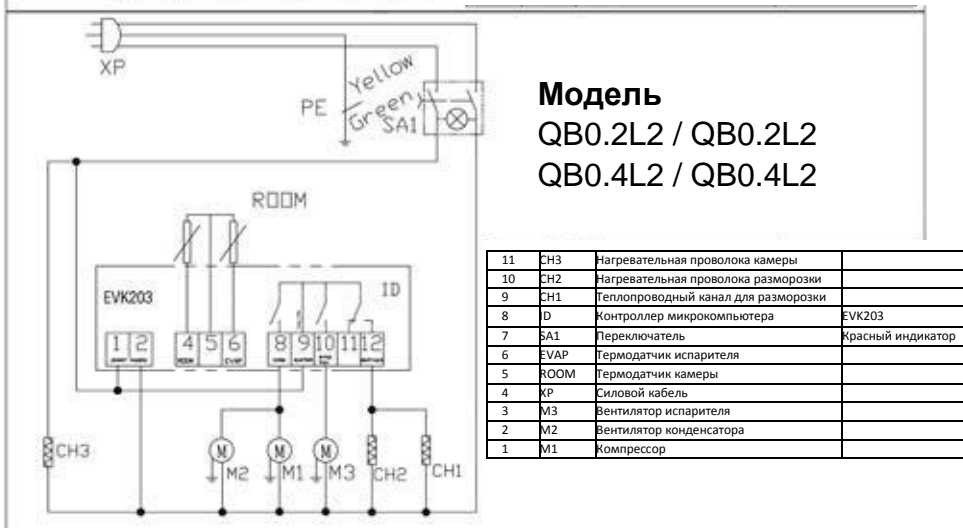 XP
PE
Yellow
Green
SA1
Модель
QB0.2L2 / QB0.2L2
QB0.4L2 / QB0.4L2
ROOM
EVK203
ID
1 2 4 5 6 8 9 10 11 12
ROOM EVAP
CH3
M2
M1
M3
CH2
CH1
11 CH3 Нагревательная проволока камеры
10 CH2 Нагревательная проволока разморозки
9 CH1 Теплопроводный канал для разморозки
8 ID Контроллер микрокомпьютера EVK203
7 SA1 Переключатель Красный индикатор
6 EVAP Термодатчик испарителя
5 ROOM Термодатчик камеры
4 XP Силовой кабель
3 M3 Вентилятор испарителя
2 M2 Вентилятор конденсатора
1 M1 Компрессор
M
M
M